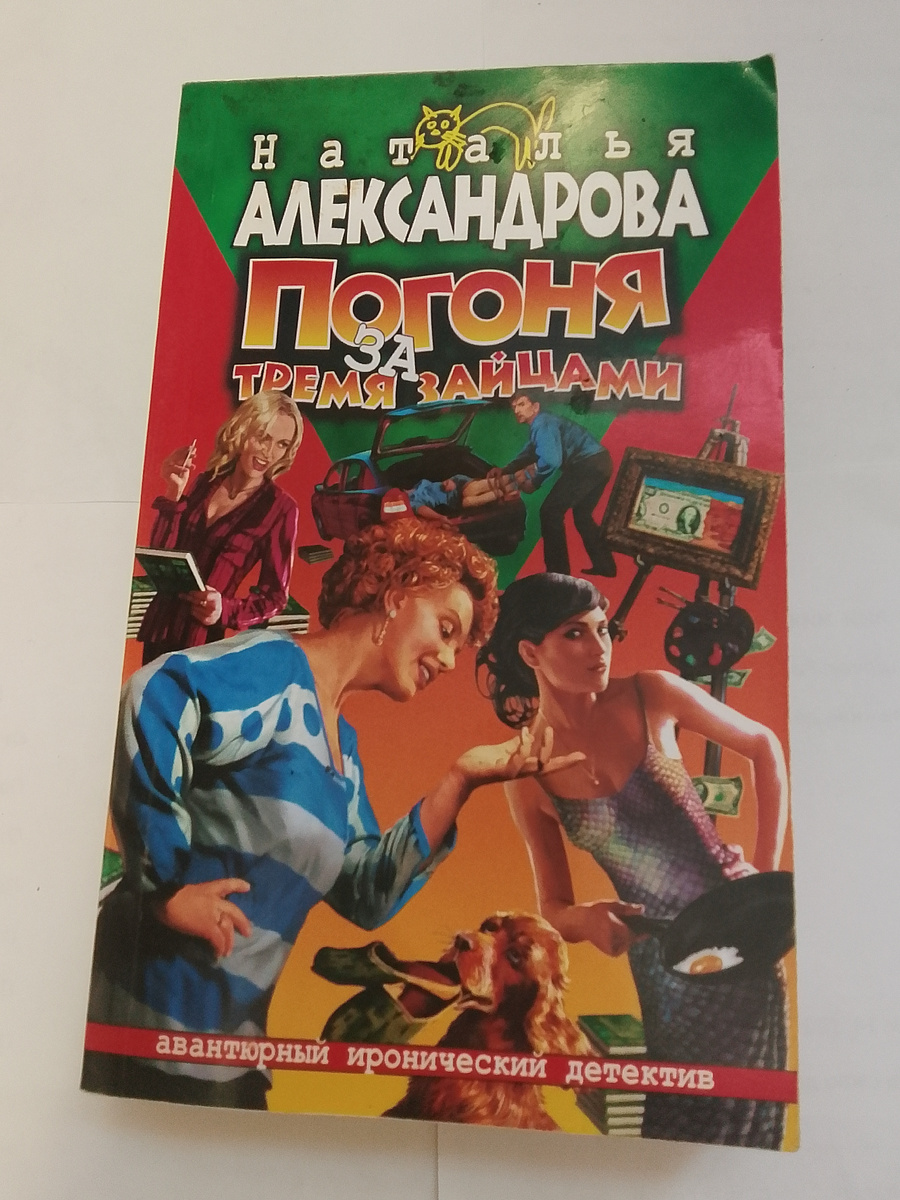 Наталья
АЛЕКСАНДРОВА
ПОГОНЯ
ЗА
ТРЕМЯ ЗАЙЦАМИ
авантюрный иронический детектив